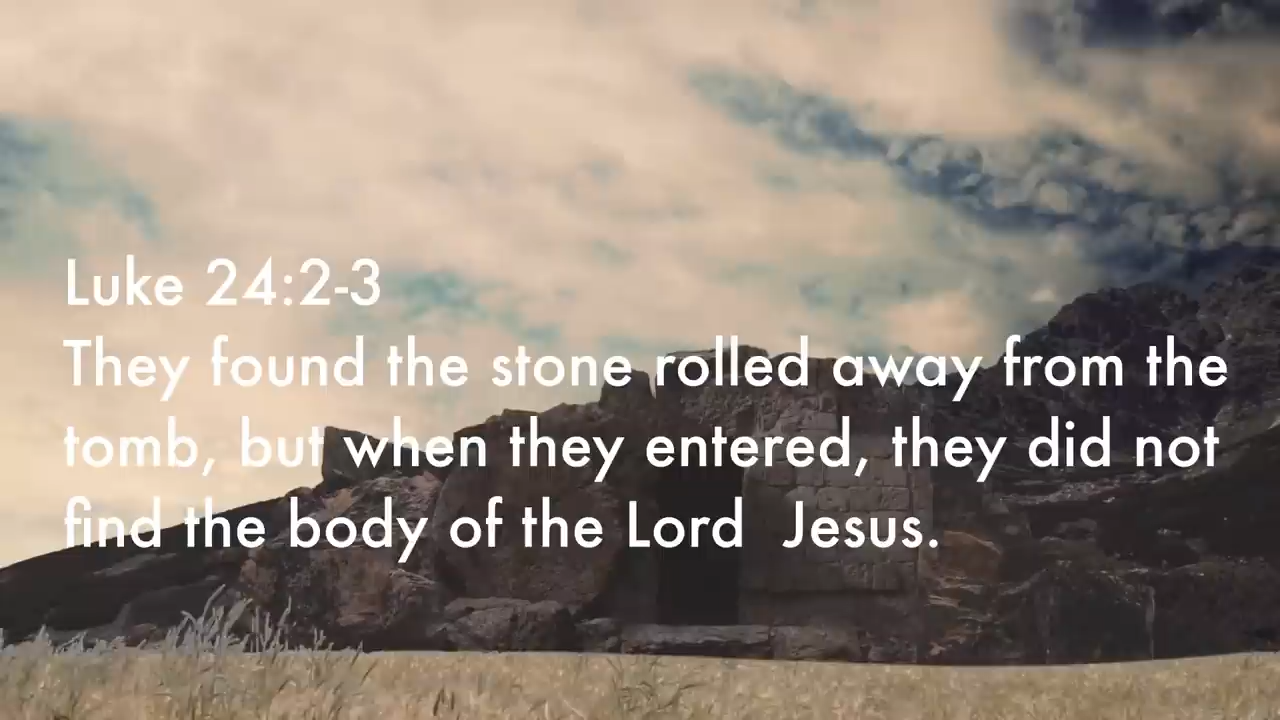 Luke 24:2-3
They found the stone rolled away from the
tomb, but when they entered, they did not
find the body of the Lord  Jesus.